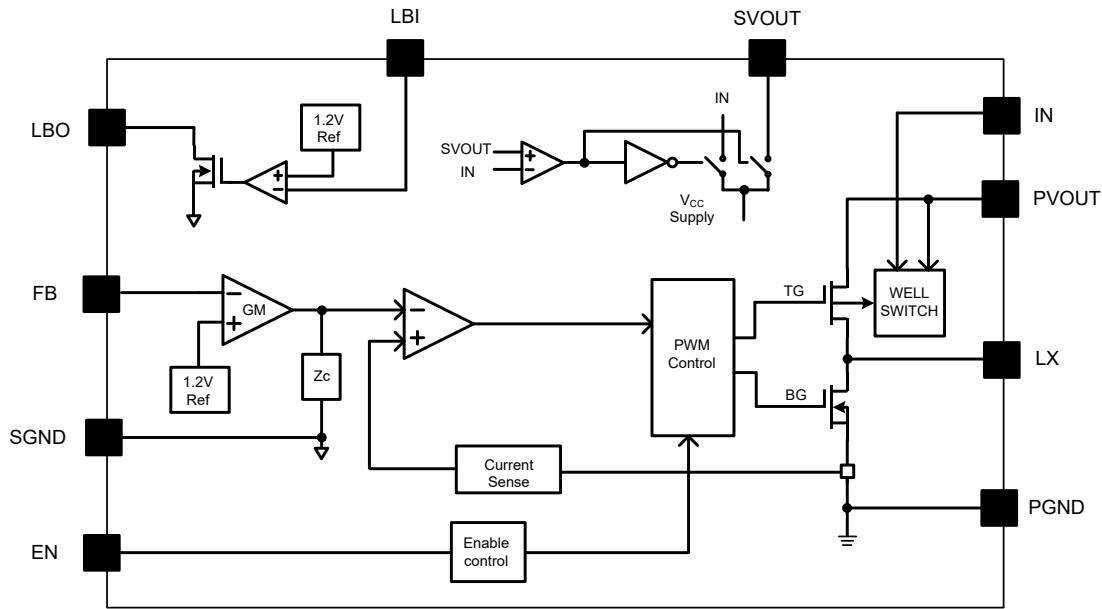 LBI
SVOUT
LBO
1.2V
Ref
+
−
SVOUT
IN
+
−
IN
VCC
Supply
IN
PVOUT
FB
−
+
GM
1.2V
Ref
Zc
−
+
PWM
Control
TG
BG
WELL
SWITCH
LX
SGND
Current
Sense
PGND
EN
Enable
control